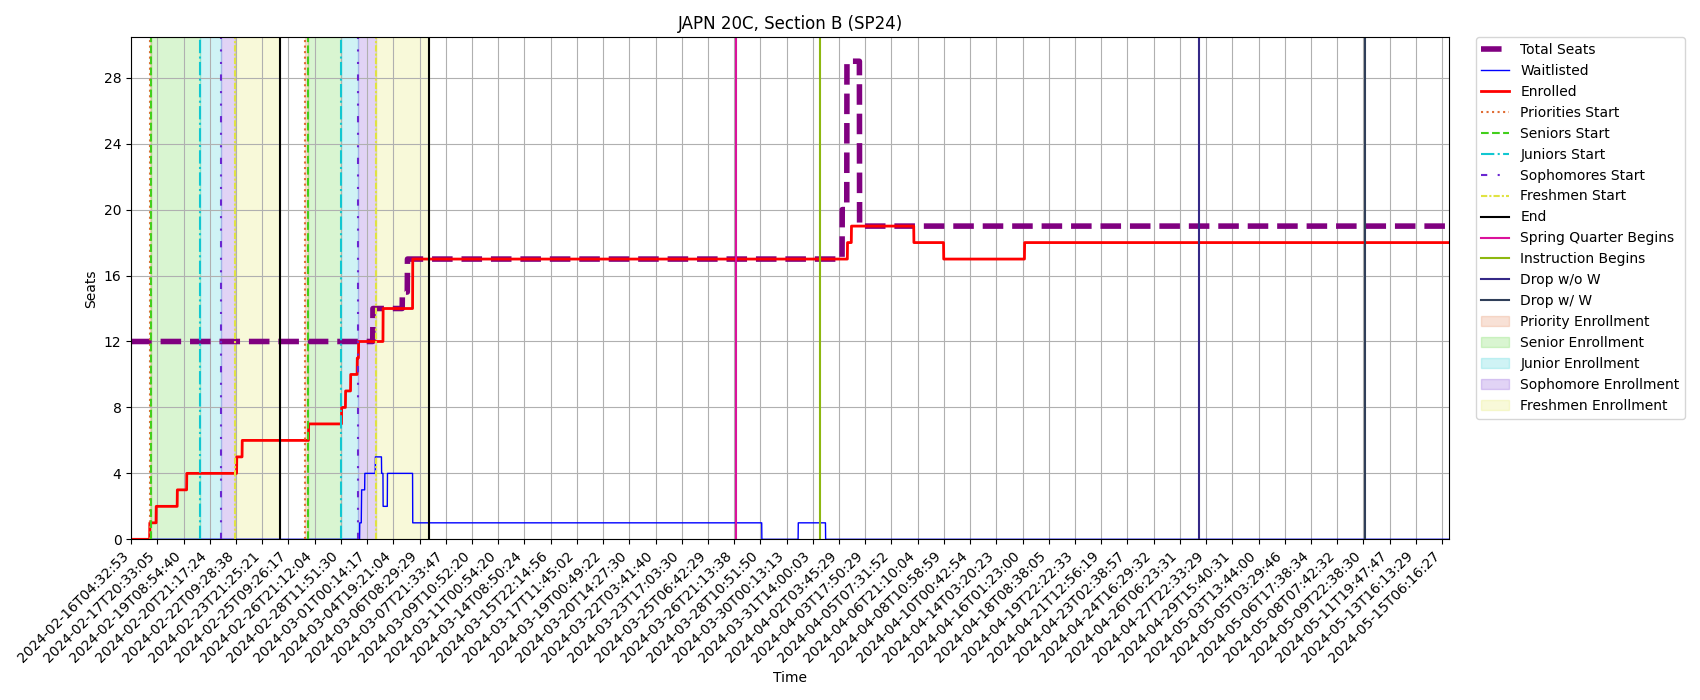 JAPN 20C, Section B (SP24)
28
24
20
16
12
8
4
0
Seats
2024-02-16T04:32:53
2024-02-17T20:33:05
2024-02-19T08:54:40
2024-02-20T21:17:24
2024-02-22T09:28:38
2024-02-23T21:25:21
2024-02-25T09:26:17
2024-02-26T21:12:04
2024-02-28T11:51:30
2024-03-01T00:14:17
2024-03-04T19:21:04
2024-03-06T08:29:29
2024-03-07T21:33:47
2024-03-11T10:52:20
2024-03-13T00:54:20
2024-03-14T08:50:24
2024-03-15T22:14:56
2024-03-17T11:45:02
2024-03-19T00:49:22
2024-03-20T14:27:30
2024-03-22T03:41:40
2024-03-23T17:03:30
2024-03-25T06:42:29
2024-03-26T21:13:38
2024-03-28T10:51:50
2024-03-30T00:13:13
2024-03-31T14:00:03
2024-04-02T03:45:29
2024-04-03T17:50:29
2024-04-05T07:31:52
2024-04-06T21:10:04
2024-04-08T10:58:59
2024-04-10T00:42:54
2024-04-14T03:20:23
2024-04-16T01:23:00
2024-04-18T08:38:05
2024-04-19T22:22:33
2024-04-21T12:56:19
2024-04-23T02:38:57
2024-04-24T16:29:32
2024-04-26T06:23:31
2024-04-27T22:33:29
2024-04-29T15:40:31
2024-05-03T13:44:00
2024-05-05T03:29:46
2024-05-06T17:38:34
2024-05-08T07:42:32
2024-05-09T22:38:30
2024-05-11T19:47:47
2024-05-13T16:13:29
2024-05-15T06:16:27
Time
Total Seats
Waitlisted
Enrolled
Priorities Start
Seniors Start
Juniors Start
Sophomores Start
Freshmen Start
End
Spring Quarter Begins
Instruction Begins
Drop w/o W
Drop w/ W
Priority Enrollment
Senior Enrollment
Junior Enrollment
Sophomore Enrollment
Freshmen Enrollment